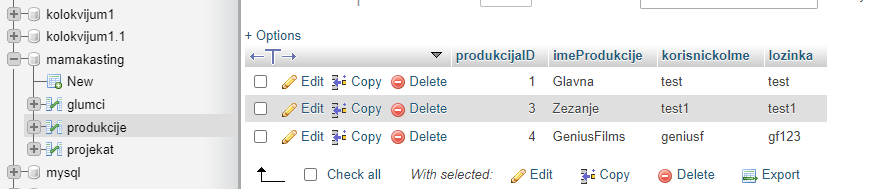 kolokvijum1
kolokvijum1.1
mamakasting
New
glumci
produkcije
projekat
mysql
+ Options
←T→ produkcijaID imeProdukcije korisnickoIme lozinka
Edit Copy Delete 1 Glavna test test
Edit Copy Delete 3 Zezanje test1 test1
Edit Copy Delete 4 GeniusFilms geniusf gf123
Check all With selected: Edit Copy Delete Export